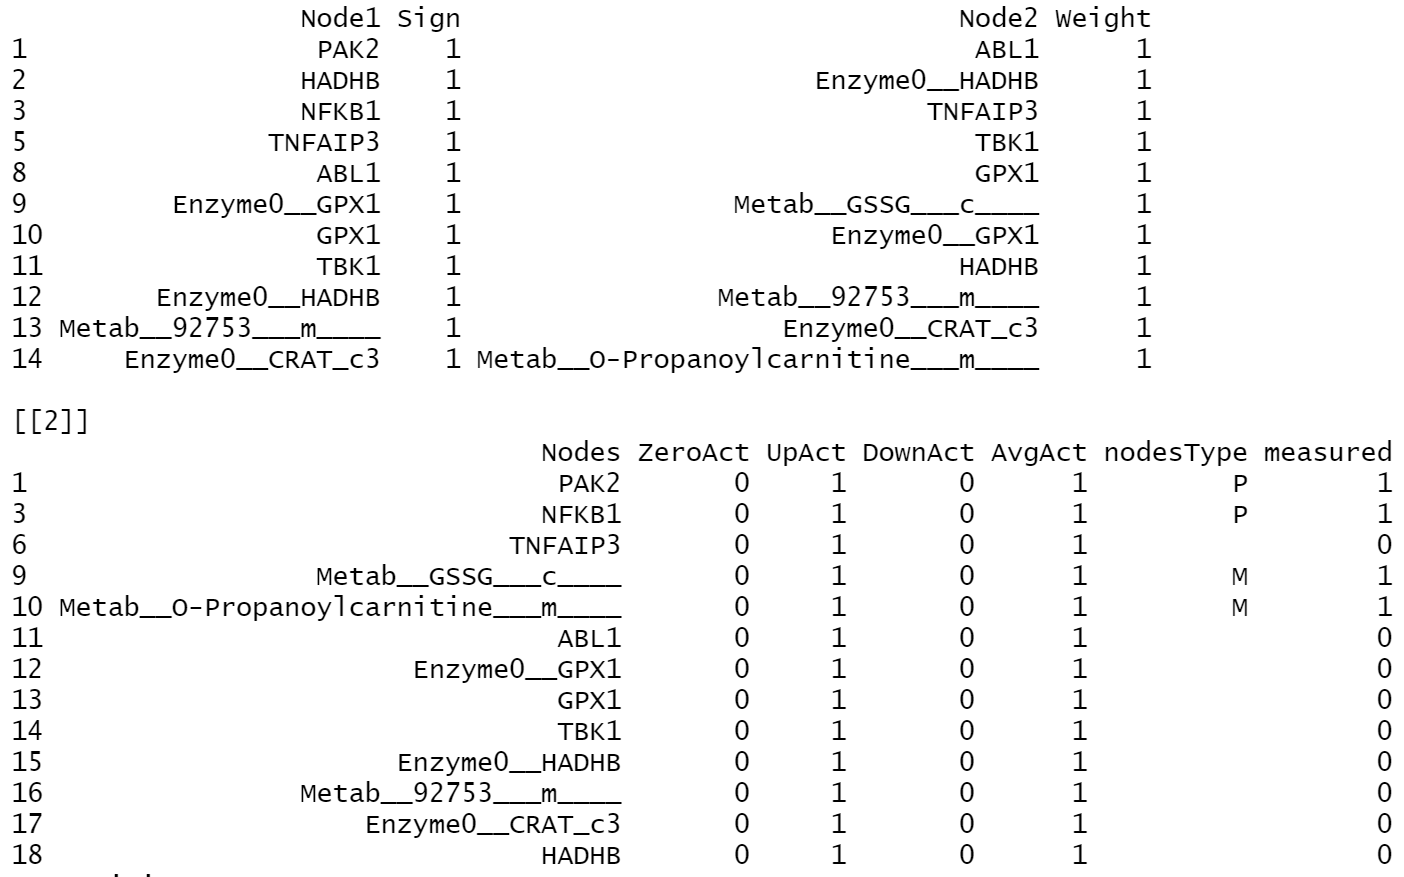 Node1 Sign Node2 Weight
1 PAK2 1 ABL1 1
2 HADHB 1 Enzyme0__HADHB 1
3 NFKB1 1 TNFAIP3 1
5 TNFAIP3 1 TBK1 1
8 ABL1 1 GPX1 1
9 Enzyme0__GPX1 1 Metab__GSSG___c____ 1
10 GPX1 1 Enzyme0__GPX1 1
11 TBK1 1 HADHB 1
12 Enzyme0__HADHB 1 Metab__92753___m____ 1
13 Metab__92753___m____ 1 Enzyme0__CRAT_c3 1
14 Enzyme0__CRAT_c3 1 Metab__O-Propanoylcarnitine___m____ 1
[[2]]
Nodes ZeroAct UpAct DownAct AvgAct nodesType measured
1 PAK2 0 1 0 1 P 1
3 NFKB1 0 1 0 1 P 1
6 TNFAIP3 0 1 0 1 0
9 Metab__GSSG___c____ 0 1 0 1 M 1
10 Metab__O-Propanoylcarnitine___m____ 0 1 0 1 M 1
11 ABL1 0 1 0 1 0
12 Enzyme0__GPX1 0 1 0 1 0
13 GPX1 0 1 0 1 0
14 TBK1 0 1 0 1 0
15 Enzyme0__HADHB 0 1 0 1 0
16 Metab__92753___m____ 0 1 0 1 0
17 Enzyme0__CRAT_c3 0 1 0 1 0
18 HADHB 0 1 0 1 0